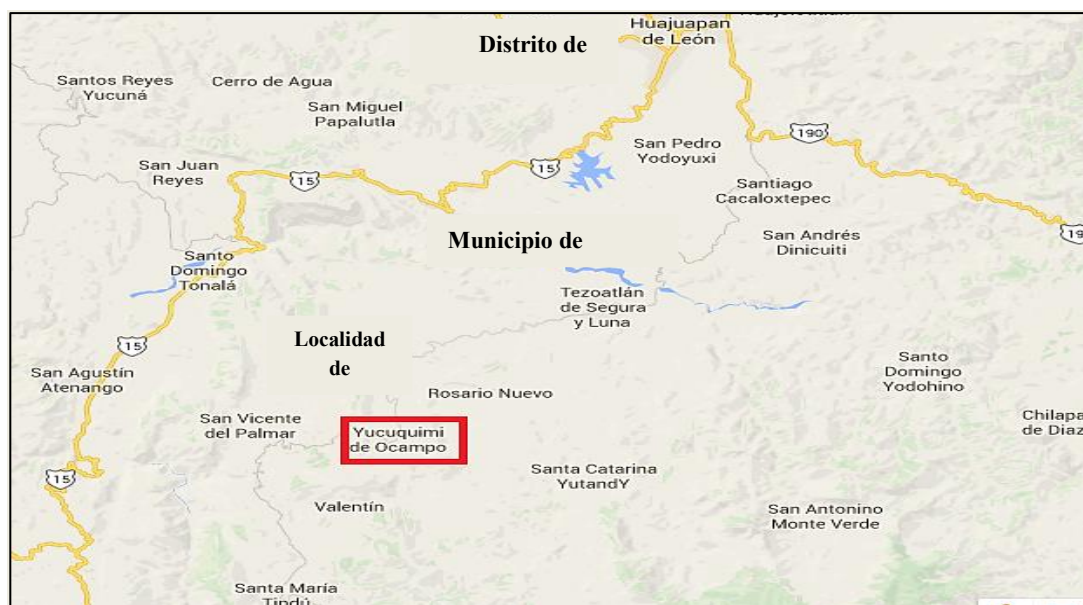 Distrito de
Huajuapan
de León
Santos Reyes
Yucuná
Cerro de Agua
San Miguel
Papalutla
190
San Pedro
Yodoyuxi
15
San Juan
Reyes
15
Santiago
Cacaloxtepec
Municipio de
San Andrés
Dinicuiti
Santo
Domingo
Tonalá
Tezoatlán
de Segura
y Luna
Localidad
de
15
San Agustín
Atenango
Santo
Domingo
Yodohino
Rosario Nuevo
San Vicente
del Palmar
Yucuquimi
de Ocampo
Chilapa
de Diaz
Santa Catarina
YutandY
15
Valentín
San Antonino
Monte Verde
Santa María
Tindú